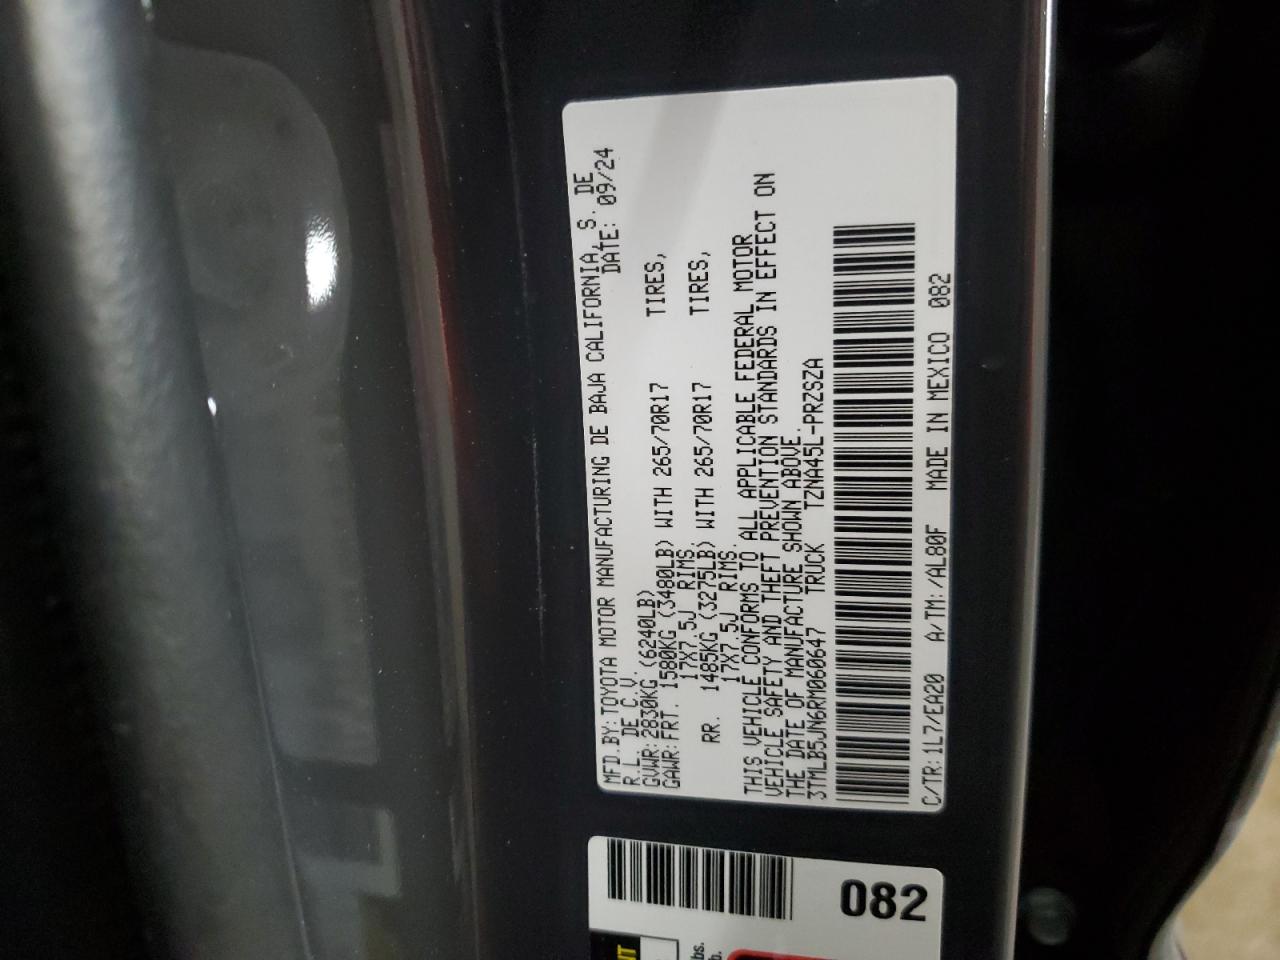 MFD.BY:TOYOTA MOTOR MANUFACTURING DE BAJA CALIFORNIA, S. DE
R.L. DE C.V. DATE: 09/24
GVWR:2830KG (6240LB)
GAWR:FRT. 1580KG (3480LB) WITH 265/70R17 TIRES,
17X7.5J RIMS.
RR. 1485KG (3275LB) WITH 265/70R17 TIRES,
17X7.5J RIMS.
THIS VEHICLE CONFORMS TO ALL APPLICABLE FEDERAL MOTOR
VEHICLE SAFETY AND THEFT PREVENTION STANDARDS IN EFFECT ON
THE DATE OF MANUFACTURE SHOWN ABOVE.
3TMLB5JN6RM060647 TRUCK TZNA45L-PRZSZA
C/TR:1L7/EA20 A/TM:/AL80F MADE IN MEXICO 082
082